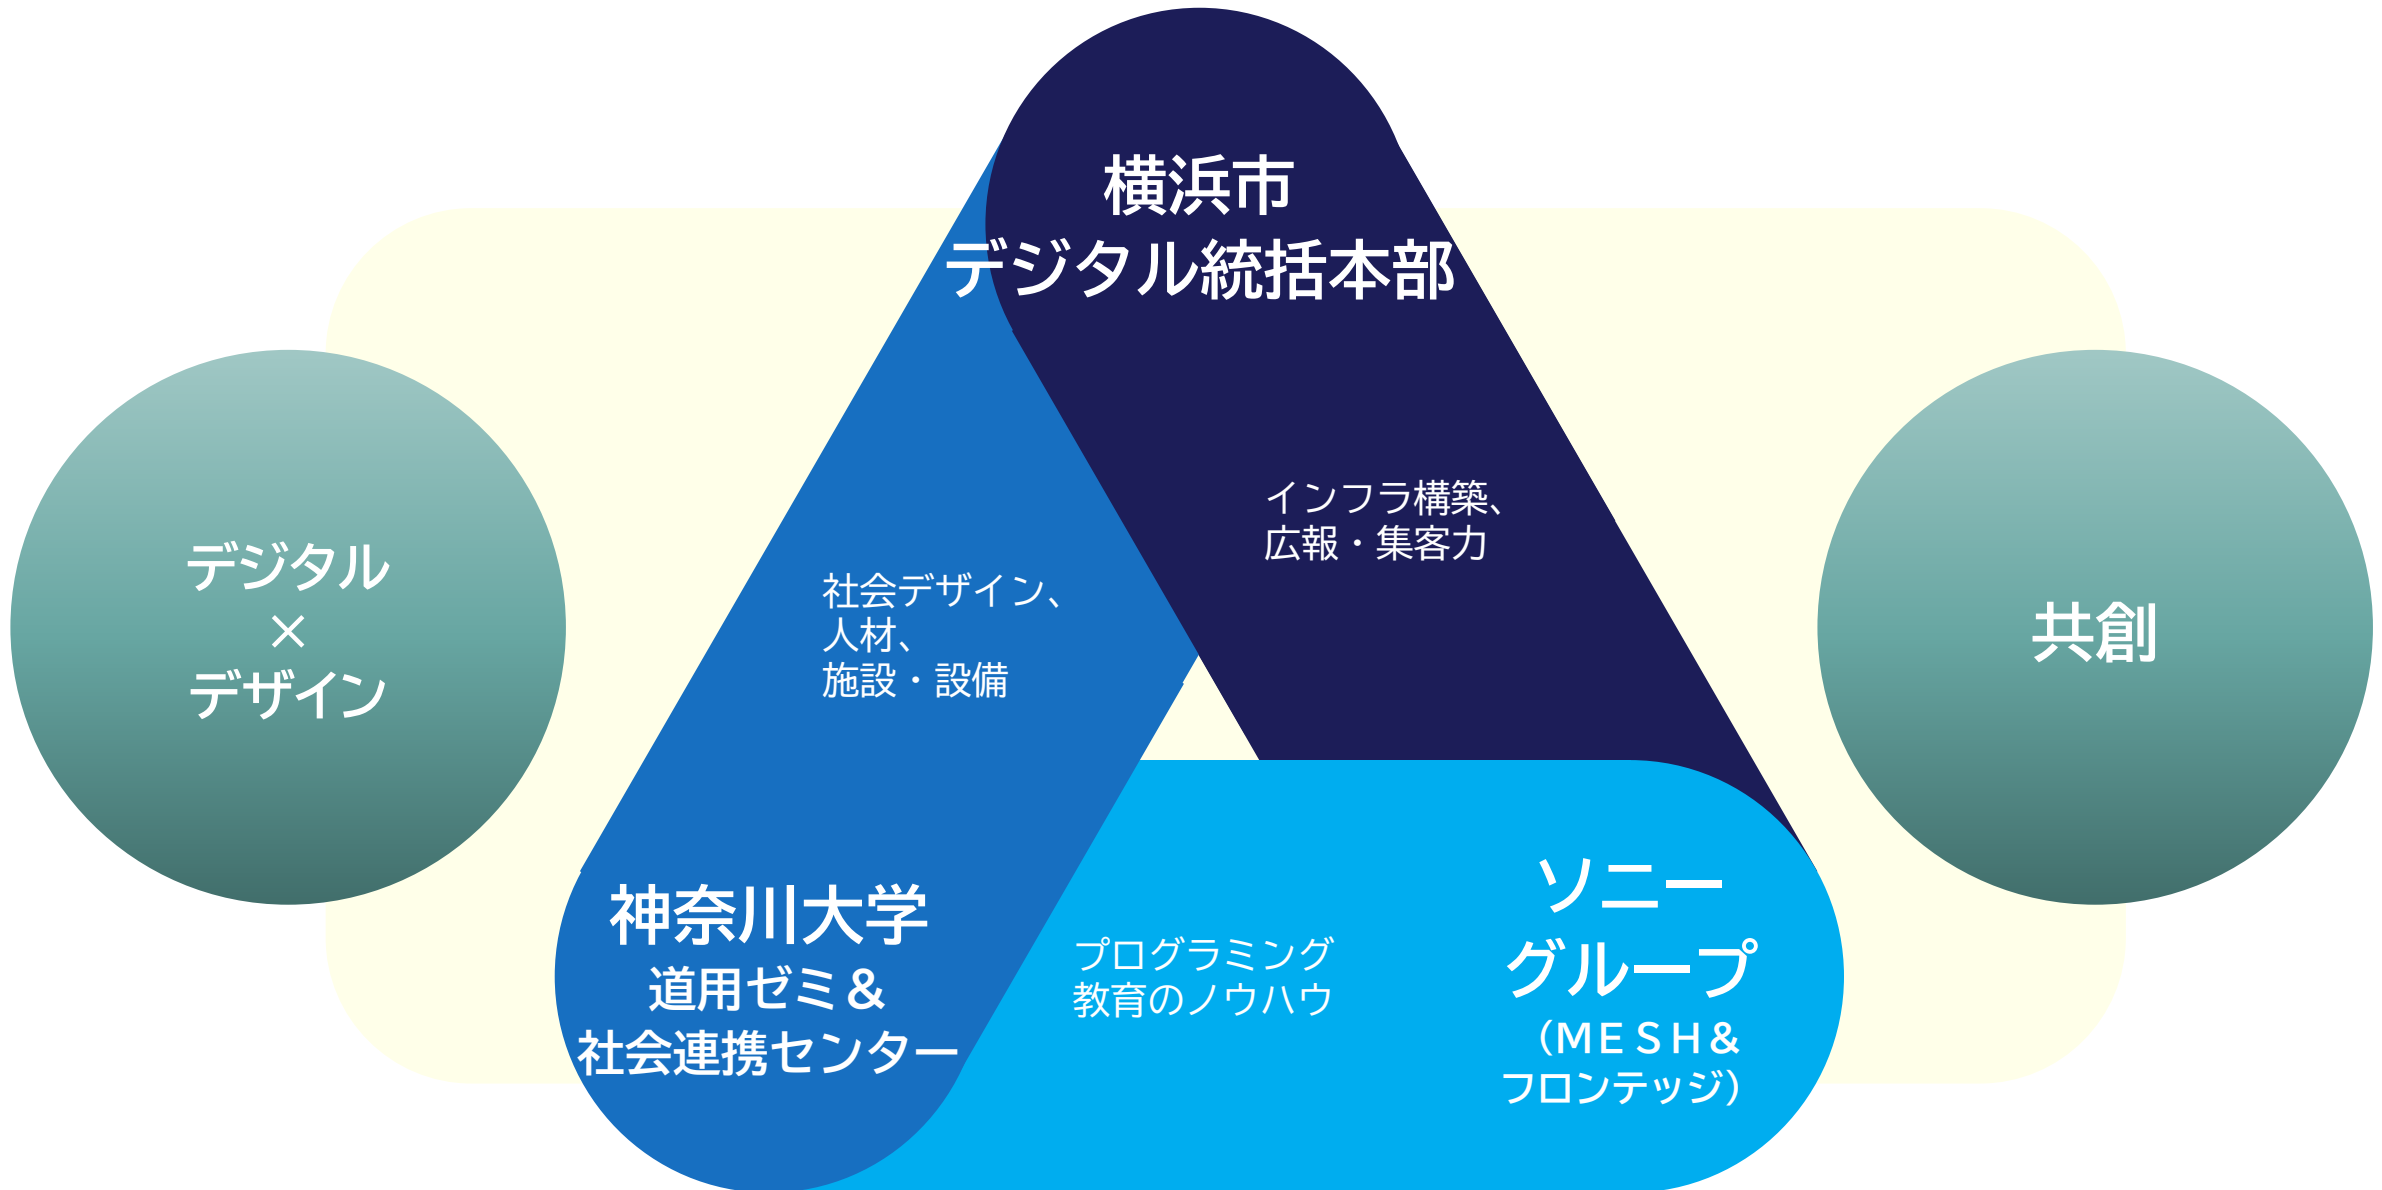 横浜市
デジタル統括本部
インフラ構築、
広報・集客力
デジタル
×
デザイン
社会デザイン、
人材、
施設・設備
共創
神奈川大学
道用ゼミ＆
社会連携センター
プログラミング
教育のノウハウ
ソニー
グループ
（ＭＥＳＨ＆
フロンテッジ）